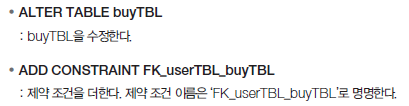 • ALTER TABLE buyTBL
: buyTBL을 수정한다.
• ADD CONSTRAINT FK_userTBL_buyTBL
: 제약 조건을 더한다. 제약 조건 이름은 ‘FK_userTBL_buyTBL’로 명명한다.